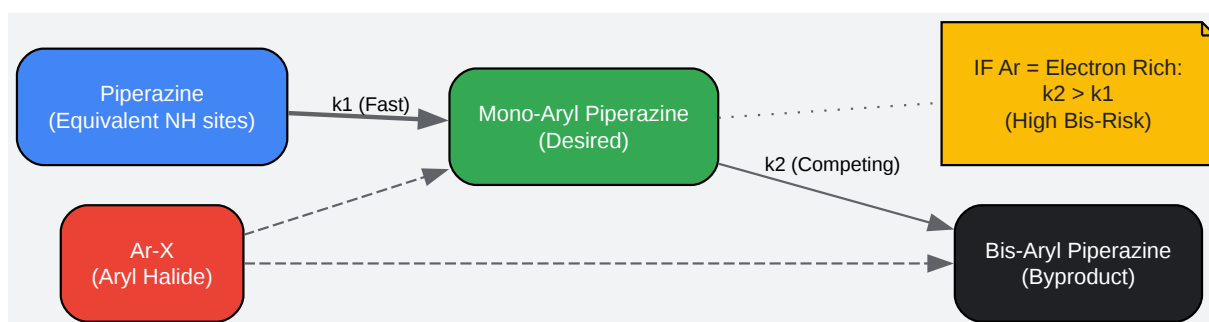 Piperazine
(Equivalent NH sites)
k1 (Fast)
Mono-Aryl Piperazine
(Desired)
IF Ar = Electron Rich:
k2 > k1
(High Bis-Risk)
k2 (Competing)
Ar-X
(Aryl Halide)
Bis-Aryl Piperazine
(Byproduct)